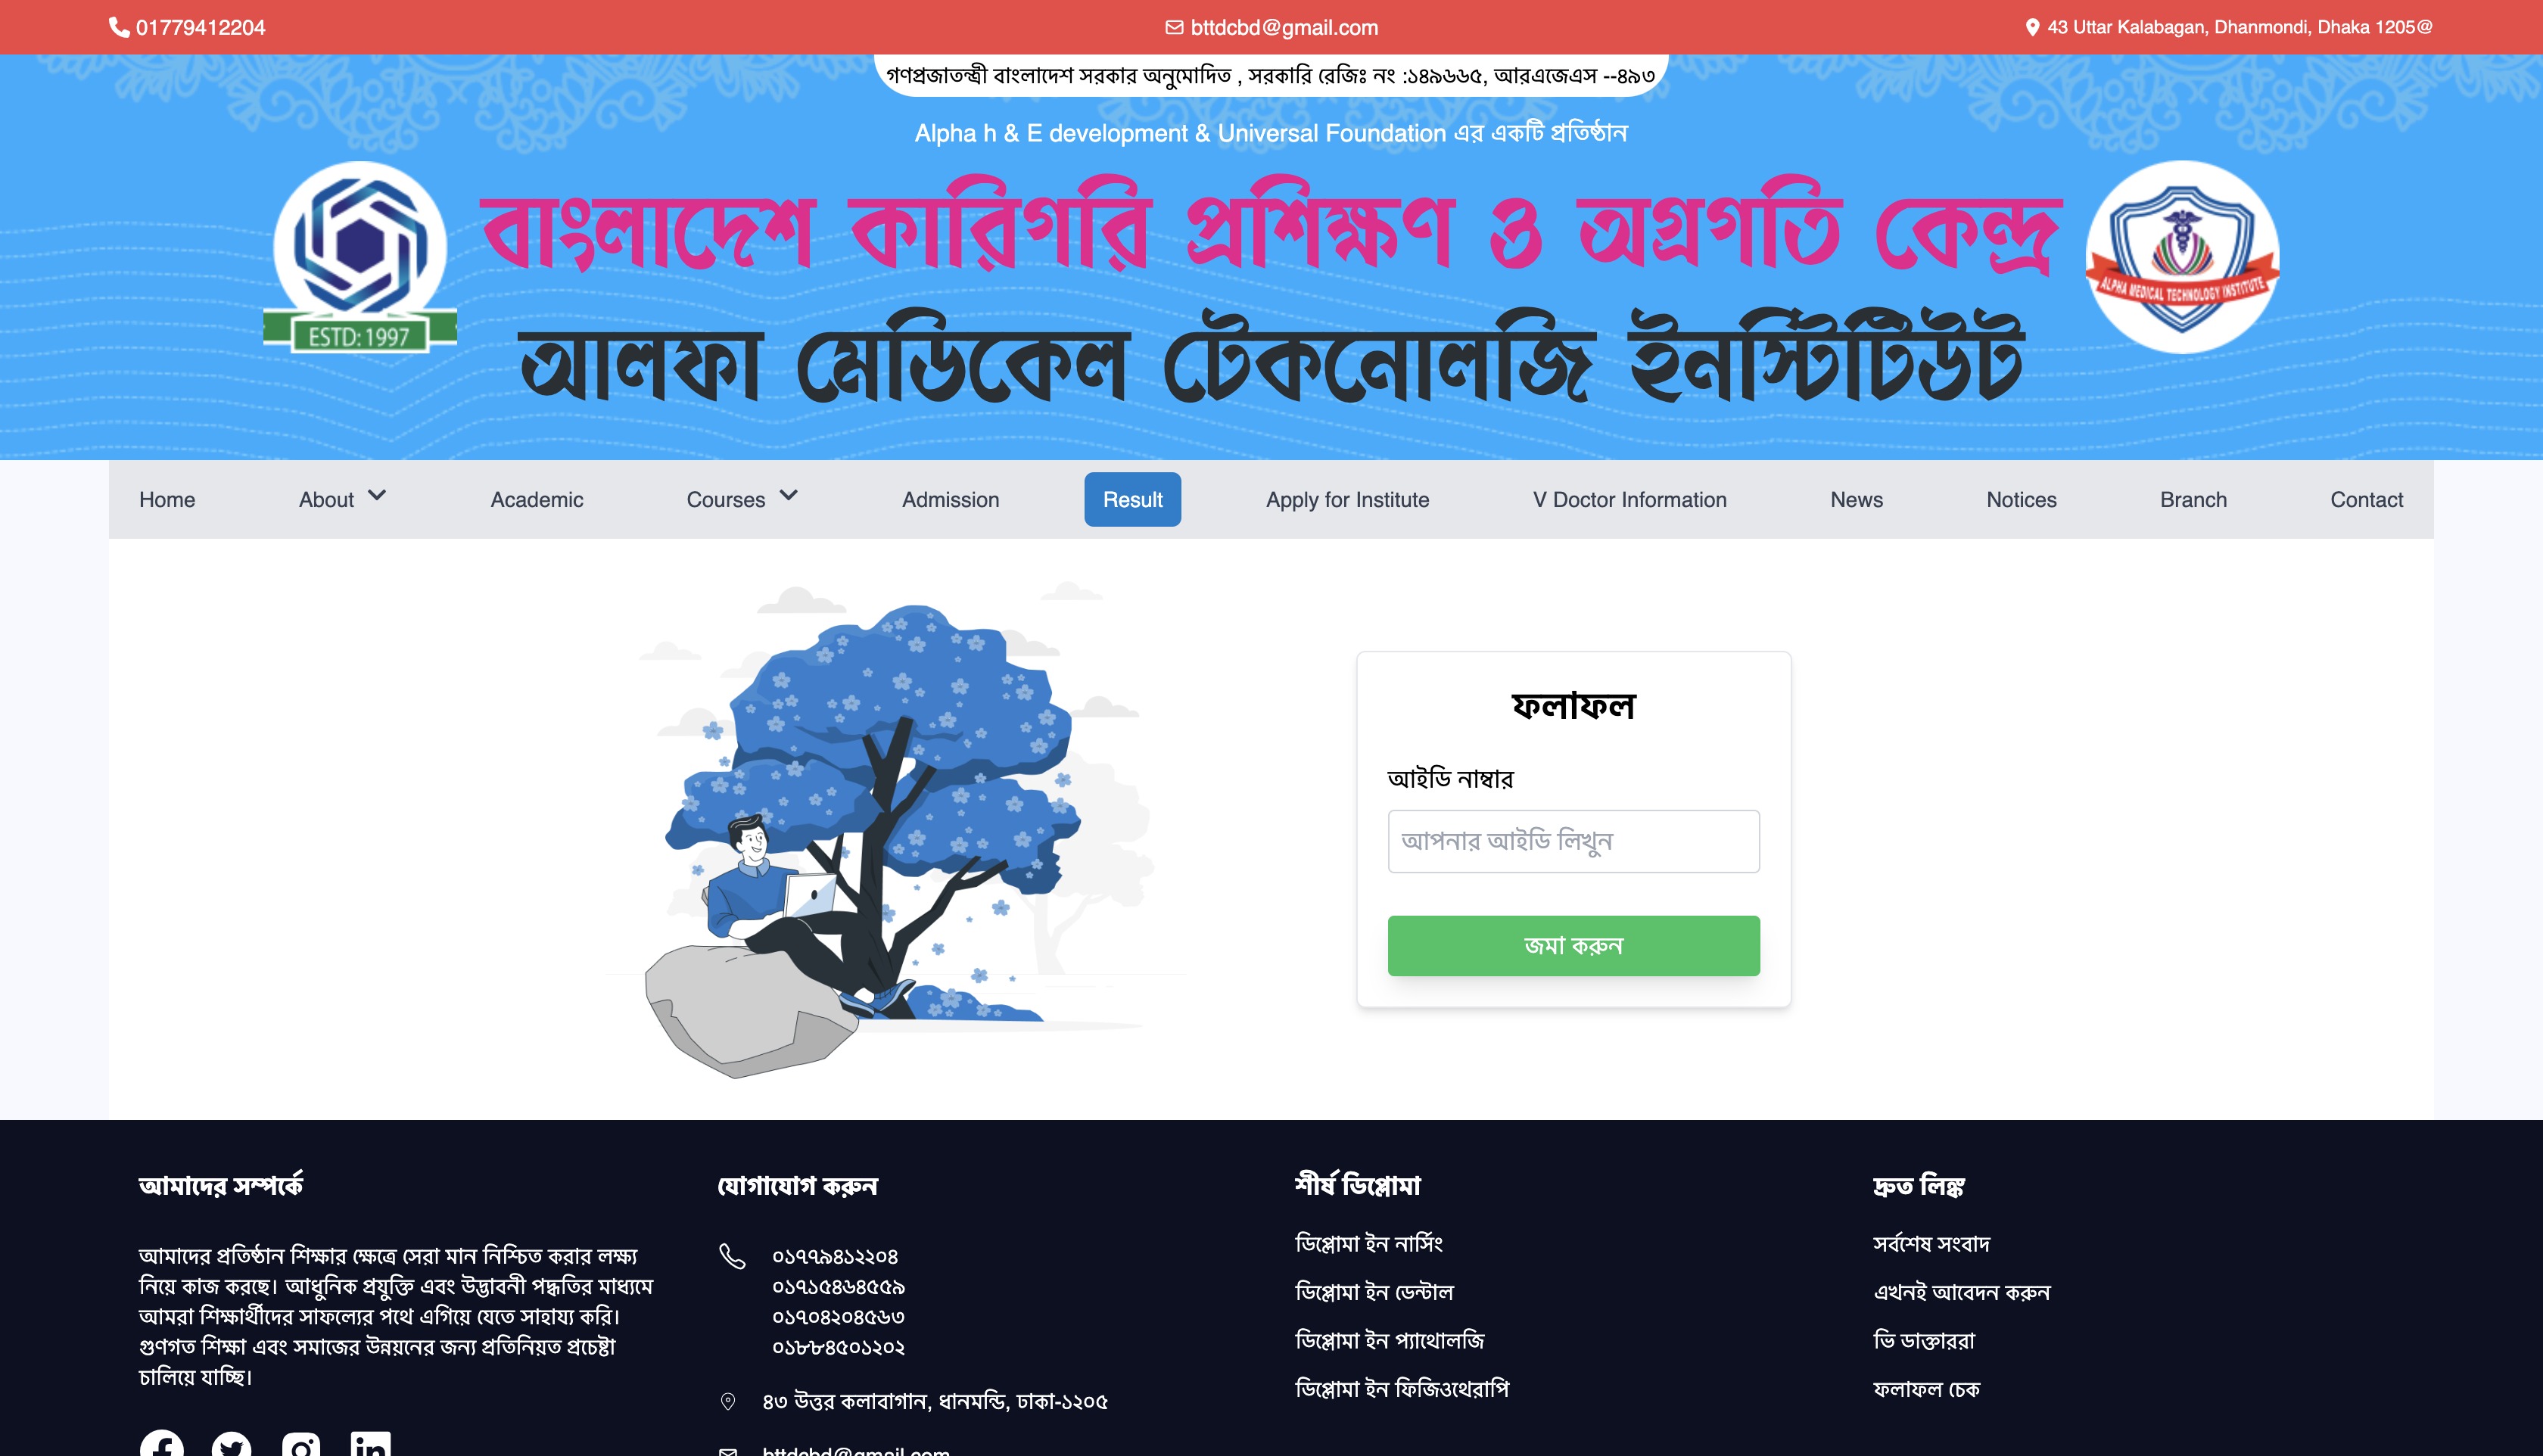 01779412204
bttdcbd@gmail.com
43 Uttar Kalabagan, Dhanmondi, Dhaka 1205@
গণপ্রজাতন্ত্রী বাংলাদেশ সরকার অনুমোদিত , সরকারি রেজিঃ নং :১৪৯৬৬৫, আরএজেএস --৪৯৩
Alpha h & E development & Universal Foundation এর একটি প্রতিষ্ঠান
বাংলাদেশ কারিগরি প্রশিক্ষণ ও অগ্রগতি কেন্দ্র
আলফা মেডিকেল টেকনোলজি ইনস্টিটিউট
ESTD: 1997
ALPHA MEDICAL TECHNOLOGY INSTITUTE
Home
About
Academic
Courses
Admission
Result
Apply for Institute
V Doctor Information
News
Notices
Branch
Contact
ফলাফল
আইডি নাম্বার
আপনার আইডি লিখুন
জমা করুন
আমাদের সম্পর্কে
আমাদের প্রতিষ্ঠান শিক্ষার ক্ষেত্রে সেরা মান নিশ্চিত করার লক্ষ্য
নিয়ে কাজ করছে। আধুনিক প্রযুক্তি এবং উদ্ভাবনী পদ্ধতির মাধ্যমে
আমরা শিক্ষার্থীদের সাফল্যের পথে এগিয়ে যেতে সাহায্য করি।
গুণগত শিক্ষা এবং সমাজের উন্নয়নের জন্য প্রতিনিয়ত প্রচেষ্টা
চালিয়ে যাচ্ছি।
যোগাযোগ করুন
০১৭৭৯৪১২২০৪
০১৭১৫৪৬৪৫৫৯
০১৭০৪২০৪৫৬৩
০১৮৮৪৫০১২০২
৪৩ উত্তর কলাবাগান, ধানমন্ডি, ঢাকা-১২০৫
bttdcbd@gmail.com
শীর্ষ ডিপ্লোমা
ডিপ্লোমা ইন নার্সিং
ডিপ্লোমা ইন ডেন্টাল
ডিপ্লোমা ইন প্যাথোলজি
ডিপ্লোমা ইন ফিজিওথেরাপি
দ্রুত লিঙ্ক
সর্বশেষ সংবাদ
এখনই আবেদন করুন
ভি ডাক্তাররা
ফলাফল চেক